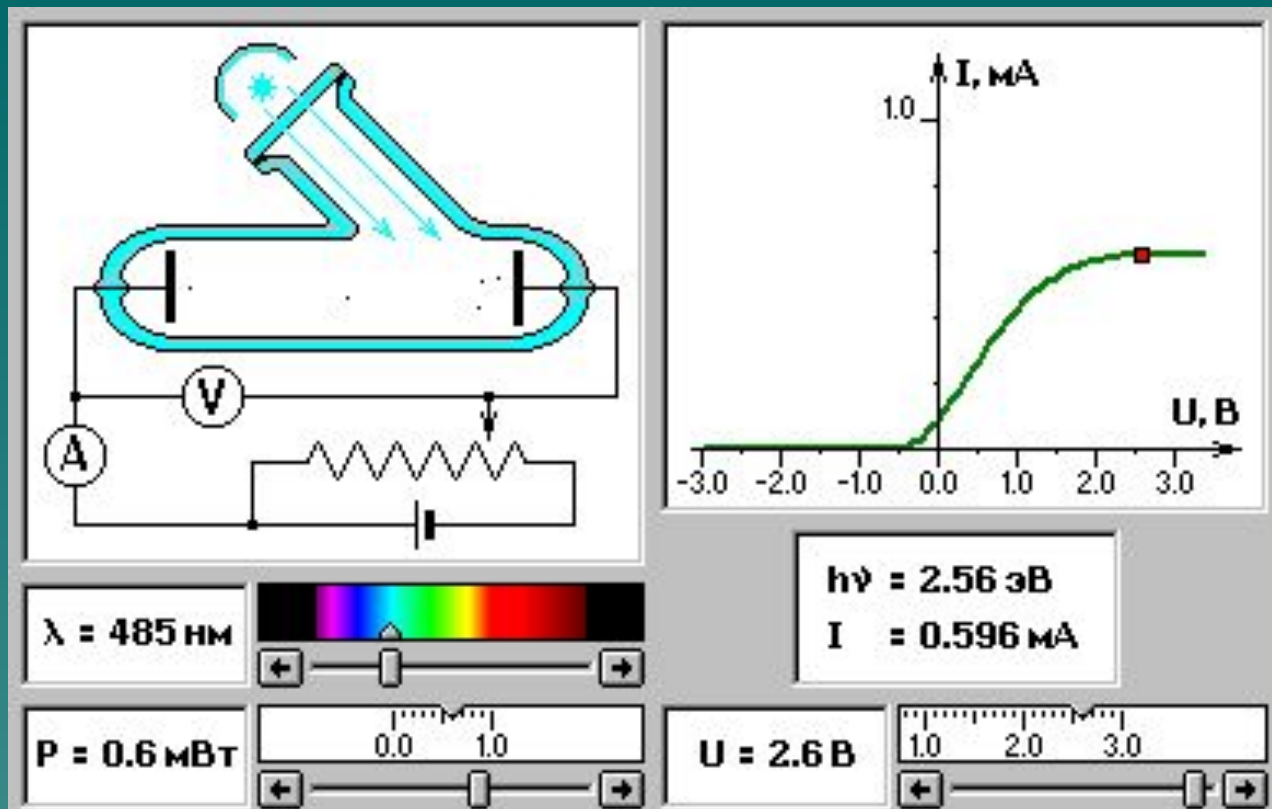 V
A
I, мА
1.0
U, В
-3.0 -2.0 -1.0 0.0 1.0 2.0 3.0
hν = 2.56 эВ
I = 0.596 мА
λ = 485 нм
P = 0.6 мВт
0.0 1.0
U = 2.6 В
1.0 2.0 3.0